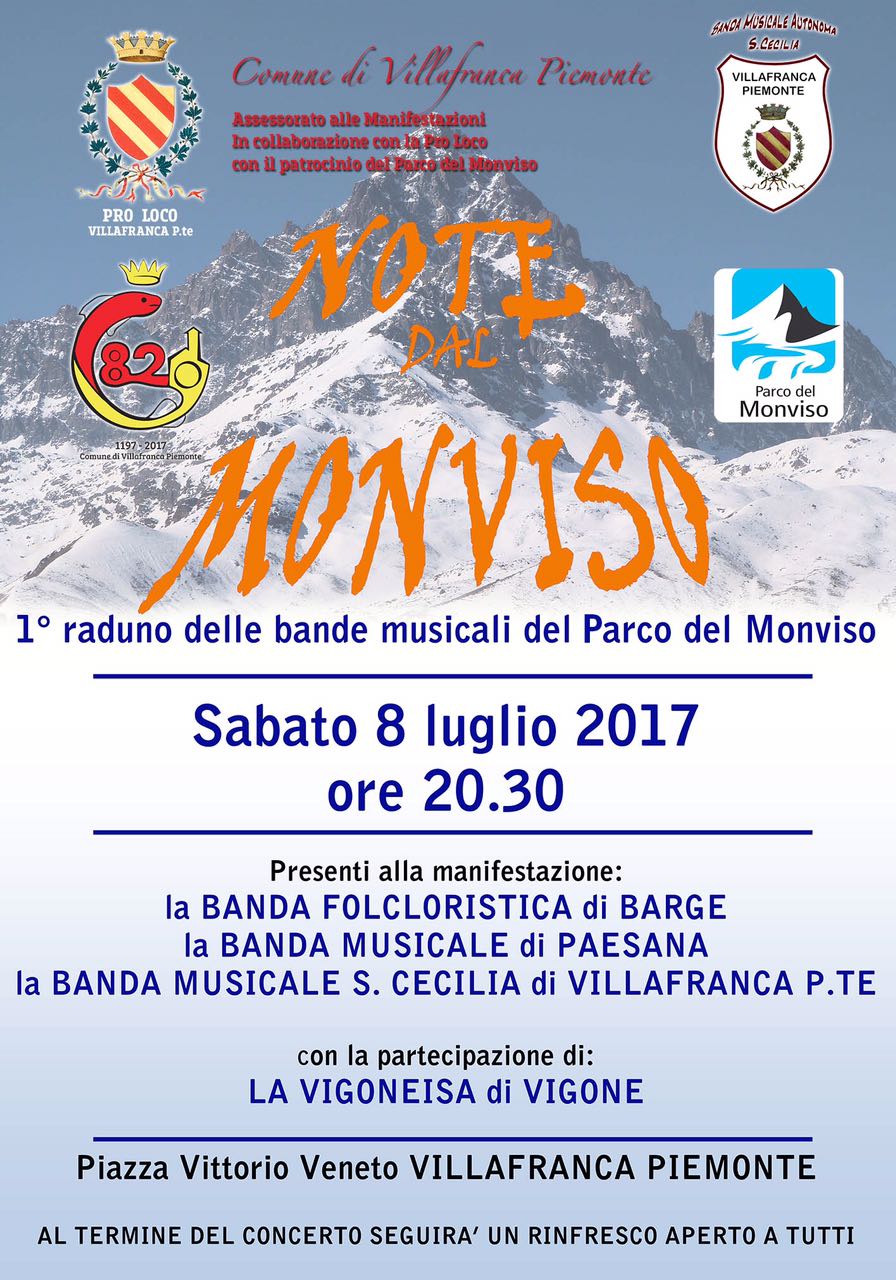 Comune di Villafranca Piemonte
Assessorato alle Manifestazioni
In collaborazione con la Pro Loco
con il patrocinio del Parco del Monviso
PRO LOCO
VILLAFRANCA P.te
BANDA MUSICALE AUTONOMA
S.CECILIA
VILLAFRANCA
PIEMONTE
NOTE
DAL
MONVISO
820
1197 - 2017
Comune di Villafranca Piemonte
Parco del
Monviso
1° raduno delle bande musicali del Parco del Monviso
Sabato 8 luglio 2017
ore 20.30
Presenti alla manifestazione:
la BANDA FOLCLORISTICA di BARGE
la BANDA MUSICALE di PAESANA
la BANDA MUSICALE S. CECILIA di VILLAFRANCA P.TE
con la partecipazione di:
LA VIGONEISA di VIGONE
Piazza Vittorio Veneto VILLAFRANCA PIEMONTE
AL TERMINE DEL CONCERTO SEGUIRA' UN RINFRESCO APERTO A TUTTI